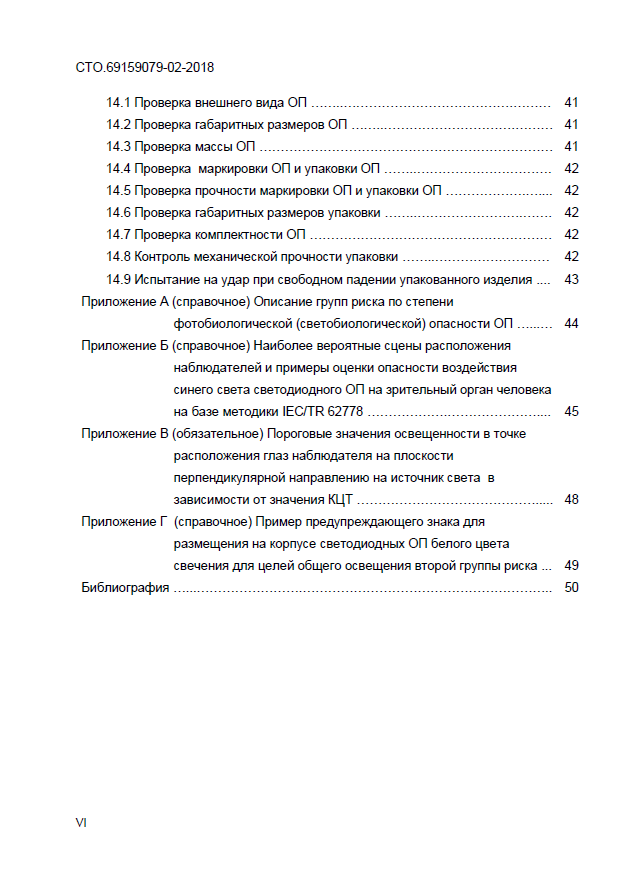 СТО.69159079-02-2018
14.1 Проверка внешнего вида ОП ……..……………………………………… 41
14.2 Проверка габаритных размеров ОП ……..………………………………… 41
14.3 Проверка массы ОП ………………………………………………………… 41
14.4 Проверка маркировки ОП и упаковки ОП ……..………………………… 42
14.5 Проверка прочности маркировки ОП и упаковки ОП ………………….... 42
14.6 Проверка габаритных размеров упаковки ……..………………………… 42
14.7 Проверка комплектности ОП ……………………………………………… 42
14.8 Контроль механической прочности упаковки ……..…………………… 42
14.9 Испытание на удар при свободном падении упакованного изделия .... 43
Приложение А (справочное) Описание групп риска по степени
фотобиологической (светобиологической) опасности ОП …..…. 44
Приложение Б (справочное) Наиболее вероятные сцены расположения
наблюдателей и примеры оценки опасности воздействия
синего света светодиодного ОП на зрительный орган человека
на базе методики IEC/TR 62778 …………………………………….... 45
Приложение В (обязательное) Пороговые значения освещенности в точке
расположения глаз наблюдателя на плоскости
перпендикулярной направлению на источник света в
зависимости от значения КЦТ …………………………………...... 48
Приложение Г (справочное) Пример предупреждающего знака для
размещения на корпусе светодиодных ОП белого цвета
свечения для целей общего освещения второй группы риска ... 49
Библиография …...………………………………………………………………….. 50
VI